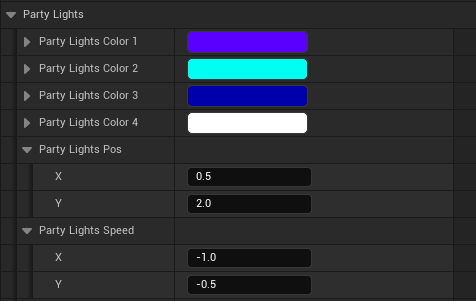 Party Lights
Party Lights Color 1
Party Lights Color 2
Party Lights Color 3
Party Lights Color 4
Party Lights Pos
X 0.5
Y 2.0
Party Lights Speed
X -1.0
Y -0.5